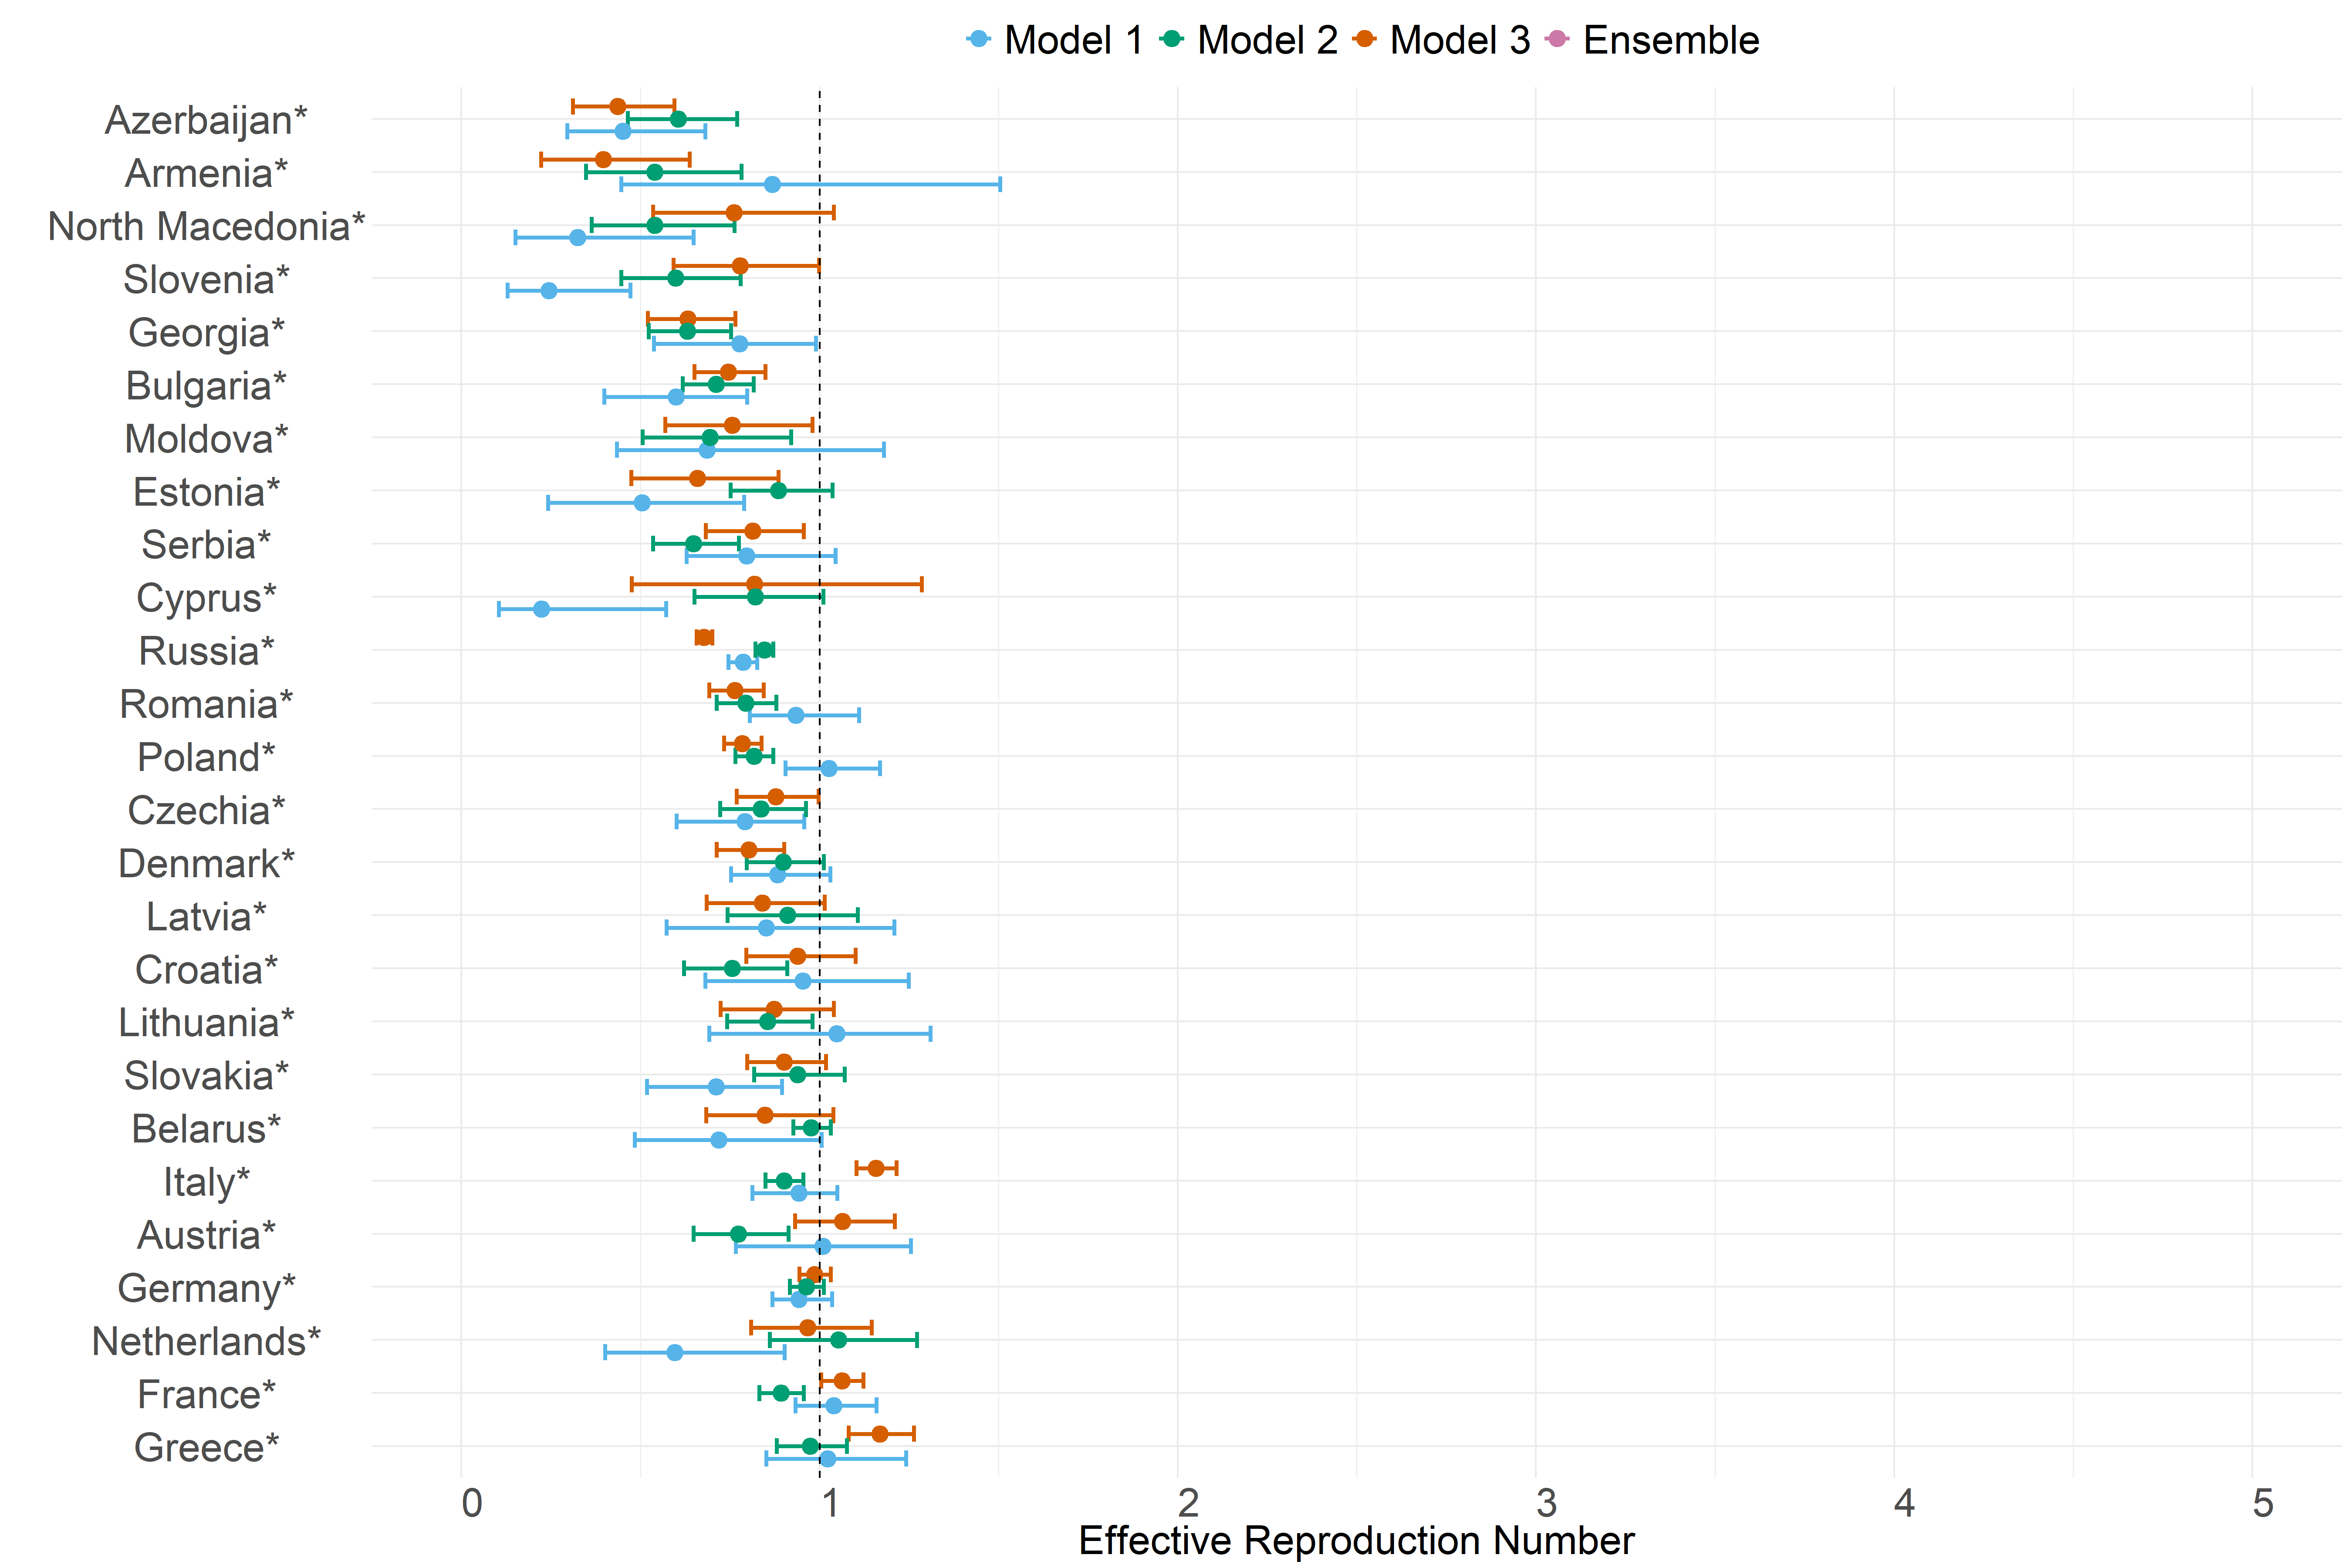 Model 1 Model 2 Model 3 Ensemble
Azerbaijan*
Armenia*
North Macedonia*
Slovenia*
Georgia*
Bulgaria*
Moldova*
Estonia*
Serbia*
Cyprus*
Russia*
Romania*
Poland*
Czechia*
Denmark*
Latvia*
Croatia*
Lithuania*
Slovakia*
Belarus*
Italy*
Austria*
Germany*
Netherlands*
France*
Greece*
0 1 2 3 4 5
Effective Reproduction Number